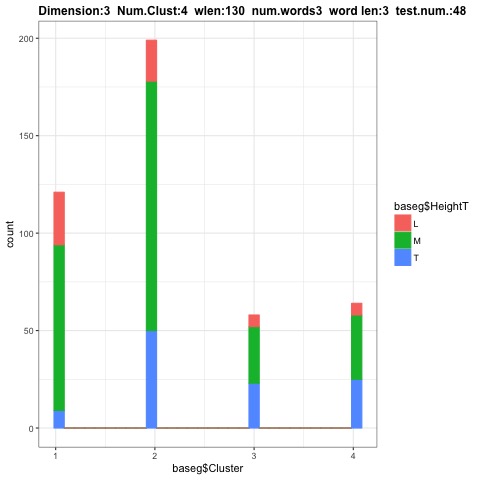 Dimension:3 Num.Clust:4 wlen:130 num.words3 word len:3 test.num.:48
200
150
100
50
0
count
1 2 3 4
baseg$Cluster
baseg$HeightT
L
M
T